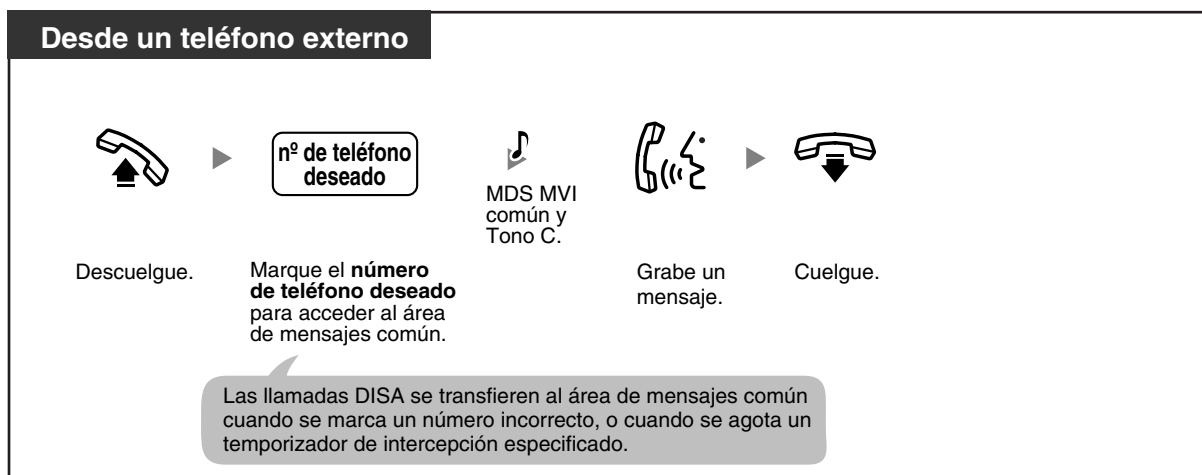 Desde un teléfono externo
nº de teléfono
deseado
MDS MVI
común y
Tono C.
Descuelgue.
Marque el número
de teléfono deseado
para acceder al área
de mensajes común.
Grabe un
mensaje.
Cuelgue.
Las llamadas DISA se transfieren al área de mensajes común
cuando se marca un número incorrecto, o cuando se agota un
temporizador de intercepción especificado.